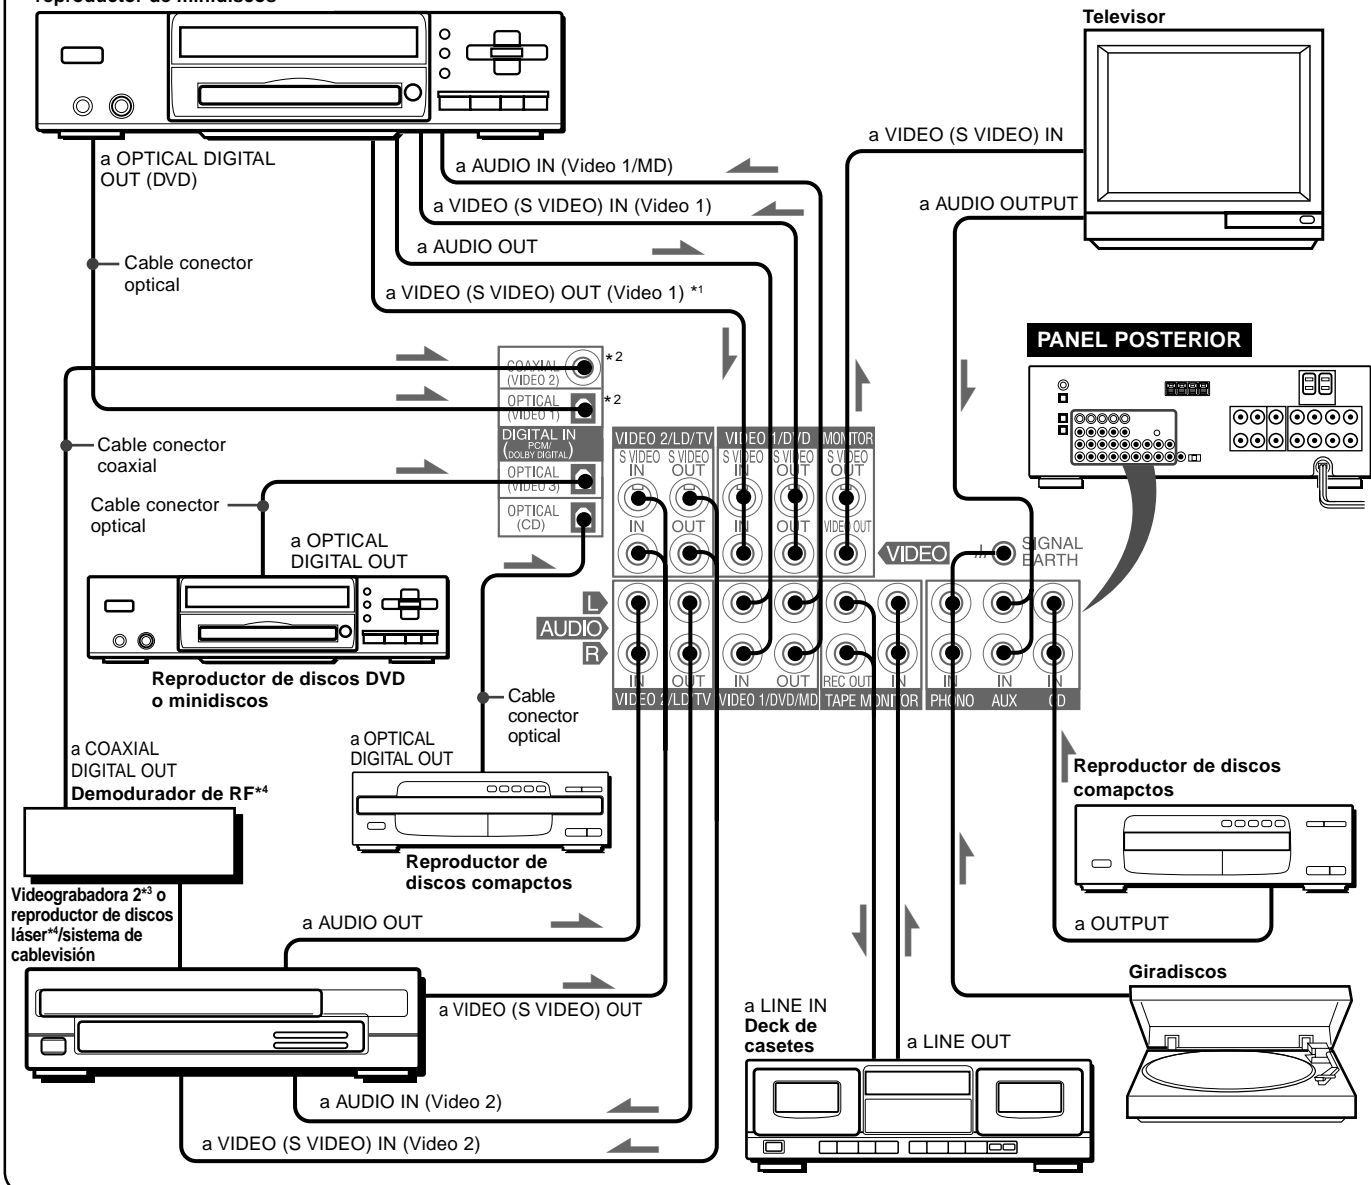 reproductor de minidiscos
Televisor
a OPTICAL DIGITAL
OUT (DVD)
a AUDIO IN (Video 1/MD)
a VIDEO (S VIDEO) IN (Video 1)
a AUDIO OUT
a VIDEO (S VIDEO) OUT (Video 1) *1
a VIDEO (S VIDEO) IN
a AUDIO OUTPUT
Cable conector
optical
PANEL POSTERIOR
COAXIAL
(VIDEO 2)
*2
OPTICAL
(VIDEO 1)
*2
DIGITAL IN
(PCM/
DOLBY DIGITAL)
OPTICAL
(VIDEO 3)
OPTICAL
(CD)
Cable conector
coaxial
Cable conector
optical
VIDEO 2/LD/TV
VIDEO 1/DVD
MONITOR
S VIDEO S VIDEO S VIDEO S VIDEO S VIDEO
IN OUT IN OUT OUT
IN OUT IN OUT VIDEO OUT
VIDEO
SIGNAL
EARTH
L
AUDIO
R
IN OUT IN OUT REC OUT IN IN IN IN
VIDEO 2/LD/TV VIDEO 1/DVD/MD TAPE MONITOR PHONO AUX CD
a OPTICAL
DIGITAL OUT
Reproductor de discos DVD
o minidiscos
Cable
conector
optical
a OPTICAL
DIGITAL OUT
Reproductor de
discos comapctos
a COAXIAL
DIGITAL OUT
Demodurador de RF*4
Videograbadora 2*3 o
reproductor de discos
láser*4/sistema de
cablevisión
a AUDIO OUT
a VIDEO (S VIDEO) OUT
a AUDIO IN (Video 2)
a VIDEO (S VIDEO) IN (Video 2)
Reproductor de discos
comapctos
a OUTPUT
Giradiscos
a LINE IN
Deck de
casetes
a LINE OUT